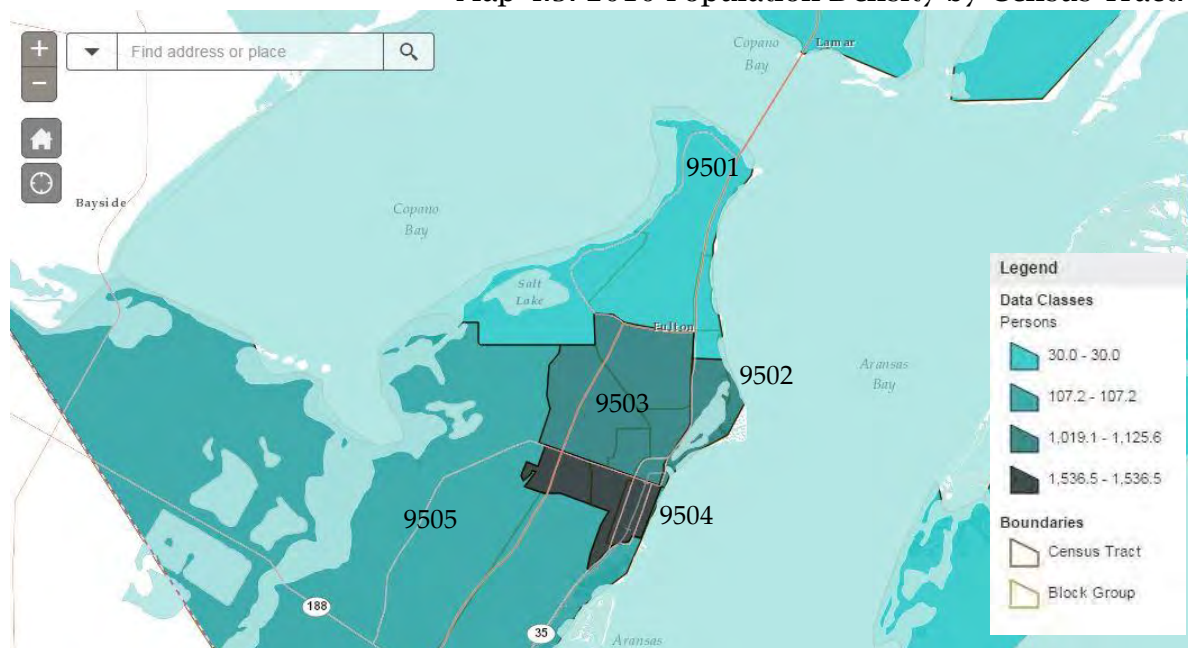 Map 4.3: 2010 Population Density by Census Tract.
+
Find address or place
−
Copano
Bay
Lamar
9501
Bayside
Copano
Bay
Salt
Lake
Fulton
9502
Aransas
Bay
9503
9505
9504
188
35
Aransas
Legend
Data Classes
Persons
30.0 - 30.0
107.2 - 107.2
1,019.1 - 1,125.6
1,536.5 - 1,536.5
Boundaries
Census Tract
Block Group